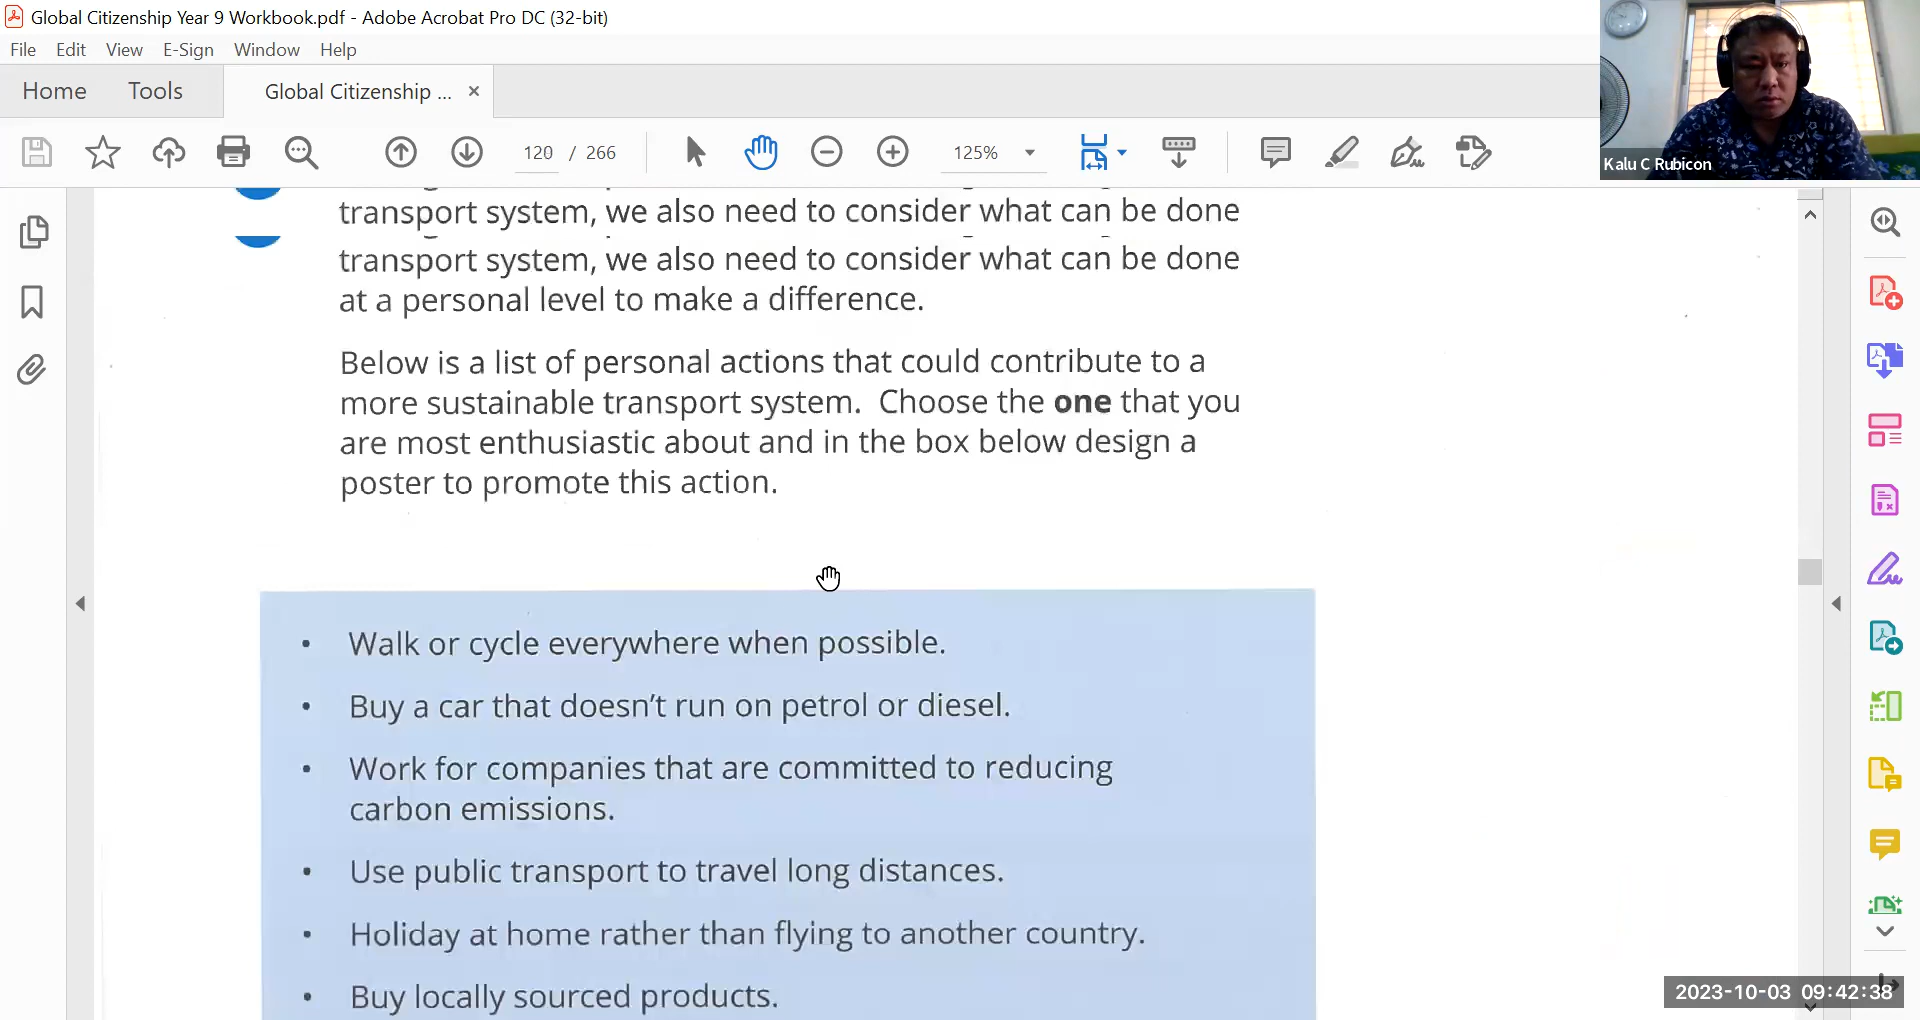 Global Citizenship Year 9 Workbook.pdf - Adobe Acrobat Pro DC (32-bit)
File Edit View E-Sign Window Help
Home Tools Global Citizenship ... ×
120 / 266 125%
Kalu C Rubicon
transport system, we also need to consider what can be done
transport system, we also need to consider what can be done
at a personal level to make a difference.
Below is a list of personal actions that could contribute to a
more sustainable transport system. Choose the one that you
are most enthusiastic about and in the box below design a
poster to promote this action.
• Walk or cycle everywhere when possible.
• Buy a car that doesn't run on petrol or diesel.
• Work for companies that are committed to reducing
carbon emissions.
• Use public transport to travel long distances.
• Holiday at home rather than flying to another country.
• Buy locally sourced products.
2023-10-03 09:42:38